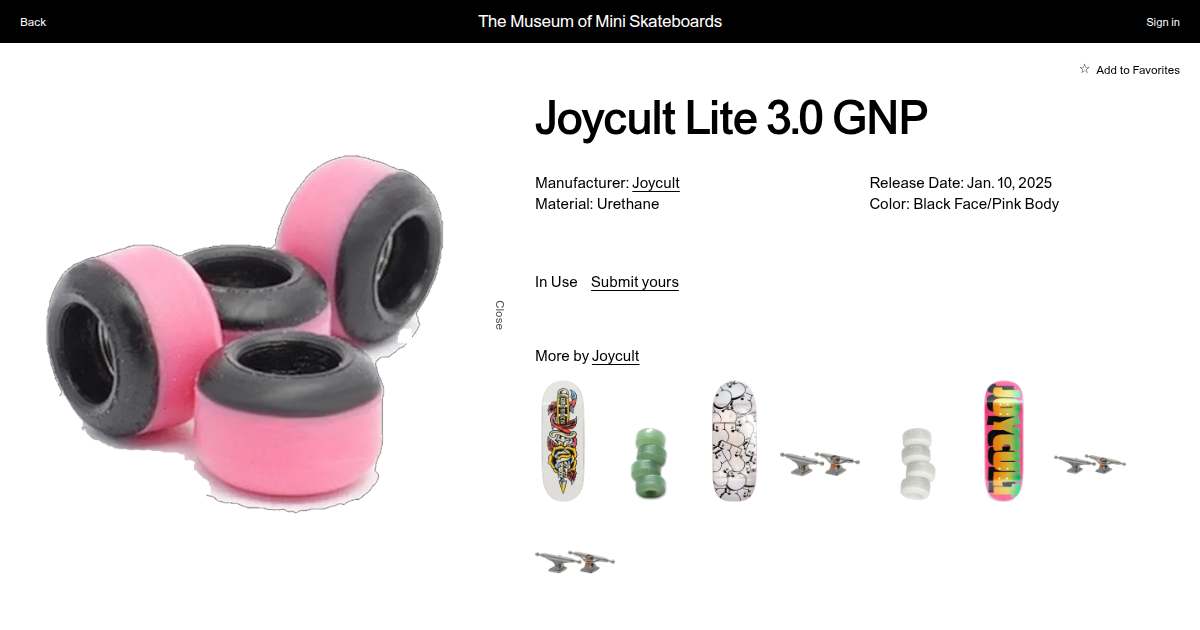 Back
The Museum of Mini Skateboards
Sign in
☆ Add to Favorites
Joycult Lite 3.0 GNP
Manufacturer: Joycult
Material: Urethane
Release Date: Jan. 10, 2025
Color: Black Face/Pink Body
In Use Submit yours
Close
More by Joycult
JOYCULT